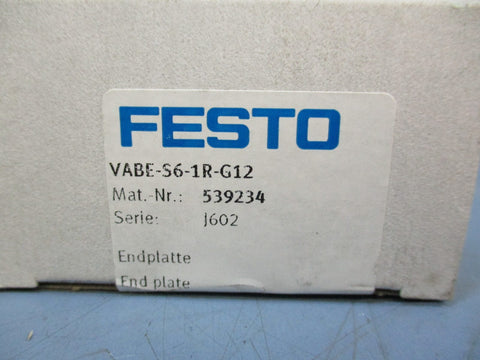 FESTO
VABE-S6-1R-G12
Mat.-Nr.: 539234
Serie: J602
Endplatte
End plate